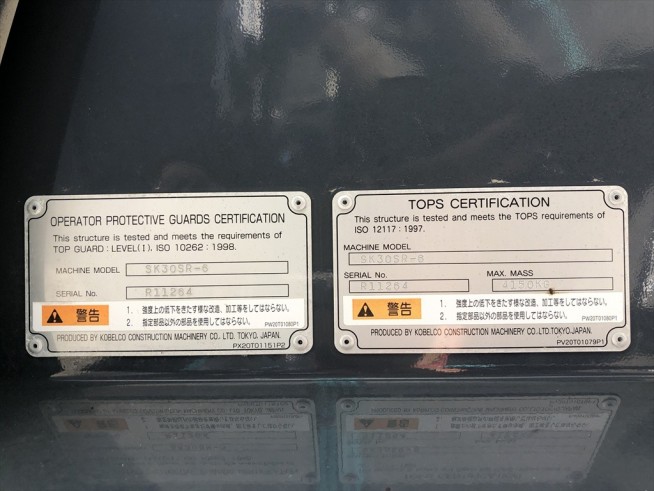 OPERATOR PROTECTIVE GUARDS CERTIFICATION
This structure is tested and meets the requirements of
TOP GUARD : LEVEL(I), ISO 10262 : 1998.
MACHINE MODEL SK30SR-6
SERIAL No. R11264
警告
1. 強度上の低下をきたす様な改造、加工等をしてはならない。
2. 指定部品以外の部品を使用してはならない。
PW20T01080P1
PRODUCED BY KOBELCO CONSTRUCTION MACHINERY CO., LTD. TOKYO, JAPAN.
PX20T01151P2
TOPS CERTIFICATION
This structure is tested and meets the TOPS requirements of
ISO 12117 : 1997.
MACHINE MODEL
SK30SR-6
SERIAL No. MAX. MASS
R11264 4150KG
警告
1. 強度上の低下をきたす様な改造、加工等をしてはならない。
2. 指定部品以外の部品を使用してはならない。
PW20T01080P1
PRODUCED BY KOBELCO CONSTRUCTION MACHINERY CO., LTD. TOKYO, JAPAN.
PV20T01079P1